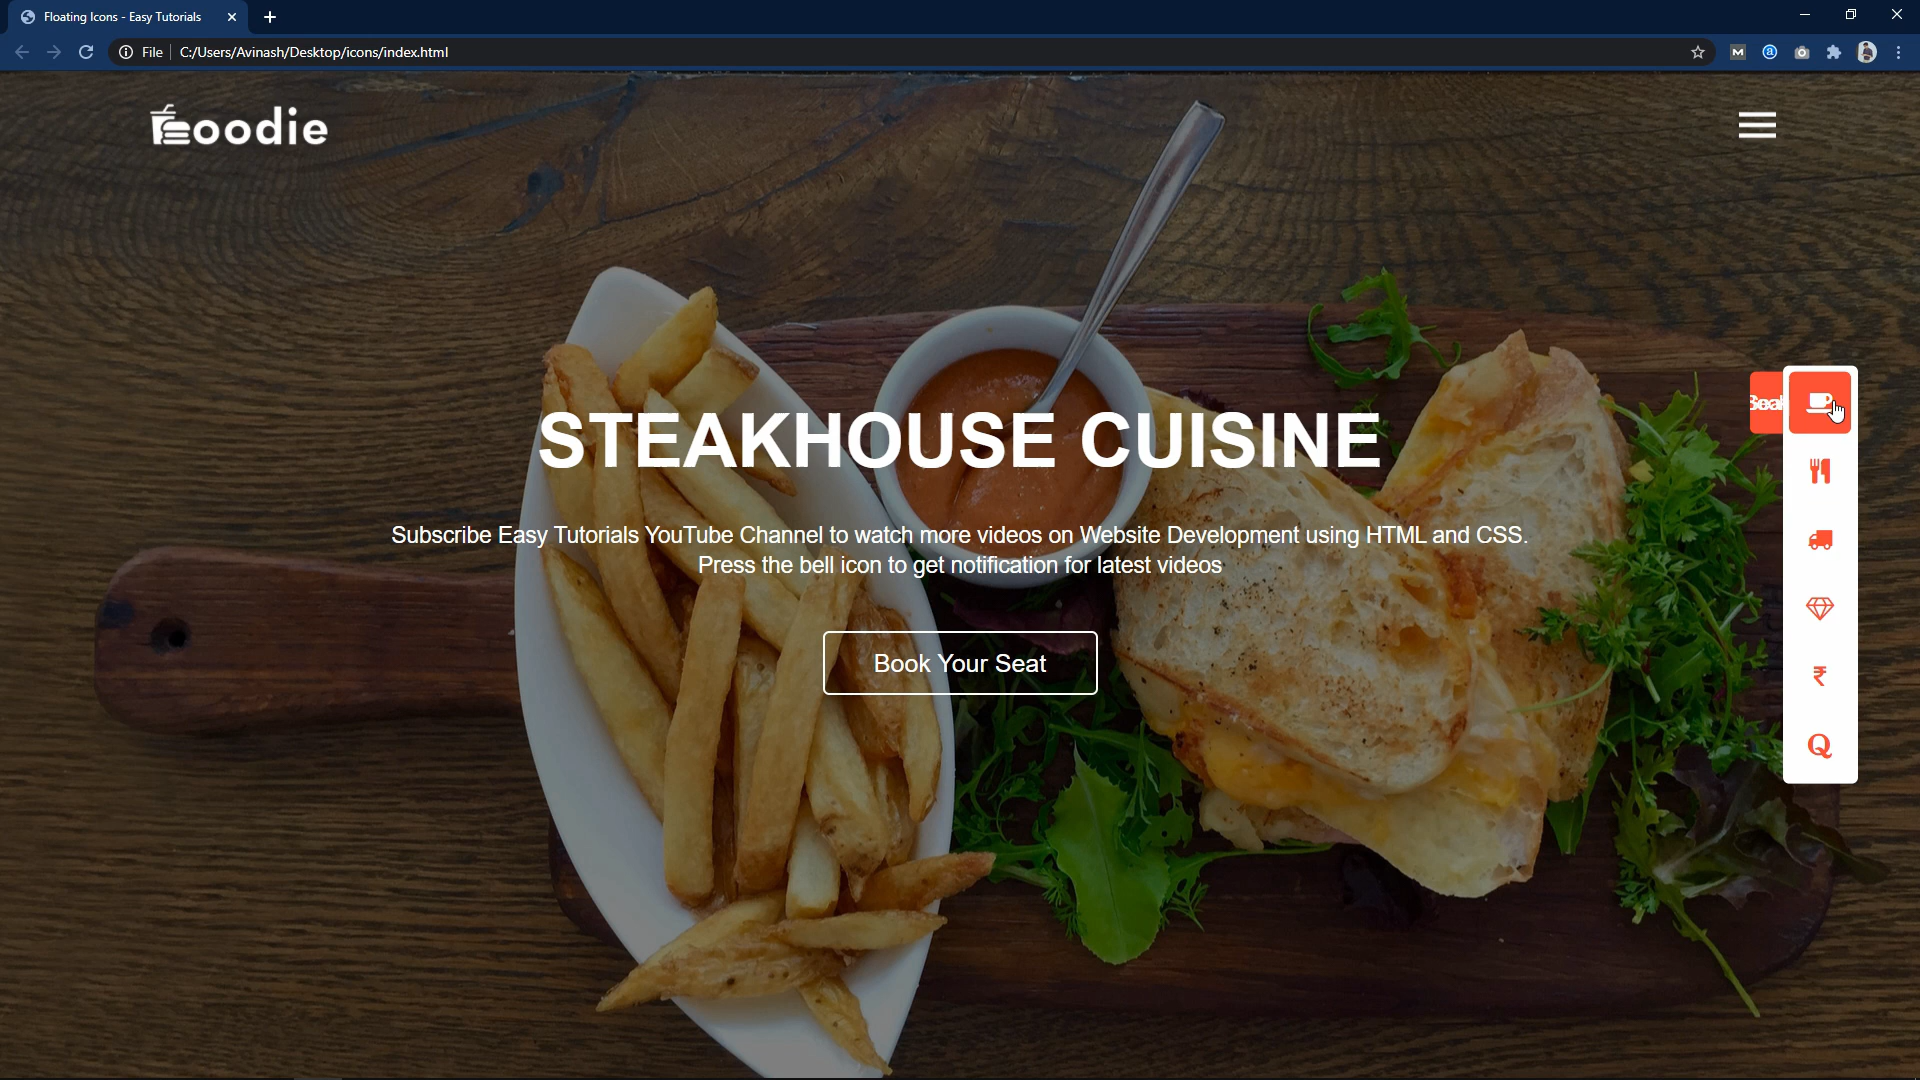 Floating Icons - Easy Tutorials
File
C:/Users/Avinash/Desktop/icons/index.html
foodie
STEAKHOUSE CUISINE
Subscribe Easy Tutorials YouTube Channel to watch more videos on Website Development using HTML and CSS.
Press the bell icon to get notification for latest videos
Book Your Seat